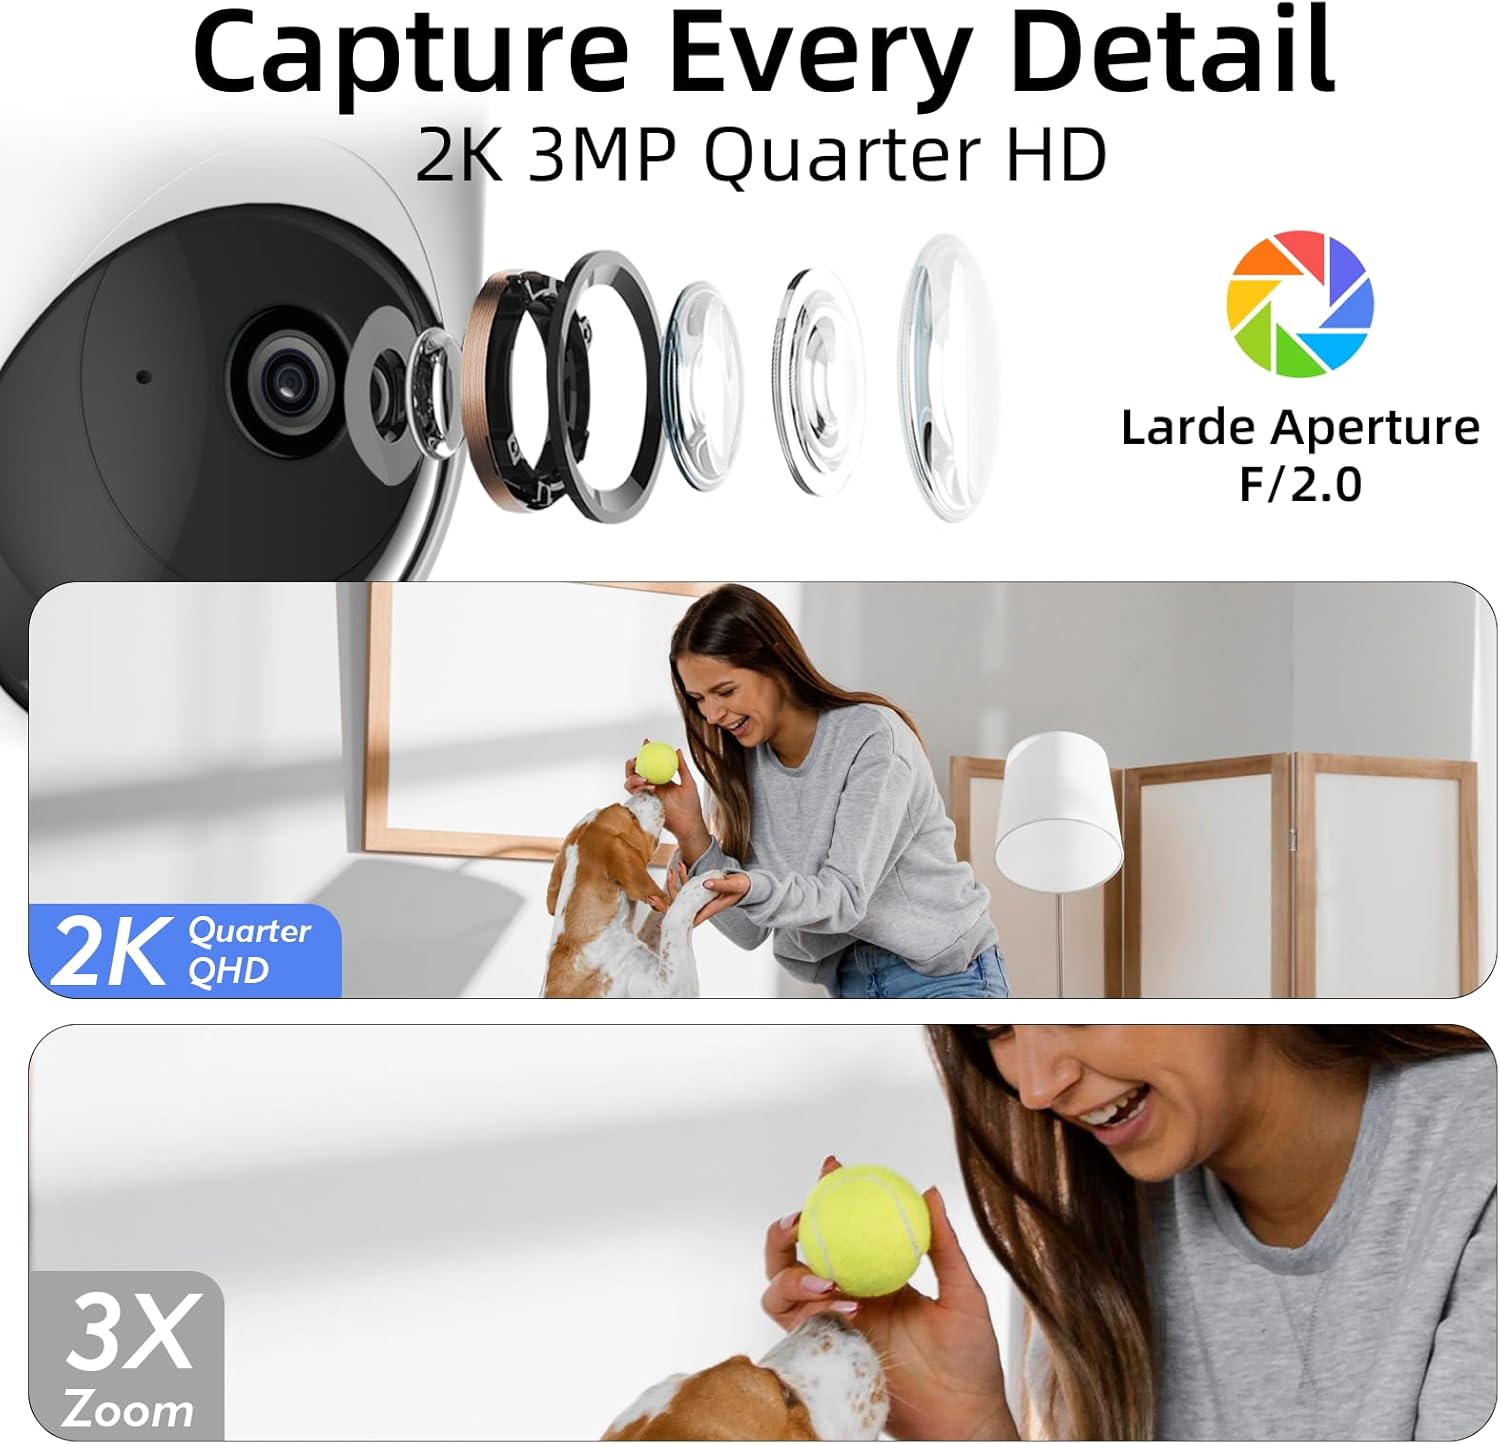 Capture Every Detail
2K 3MP Quarter HD
Larde Aperture
F/2.0
2K Quarter
QHD
3X
Zoom